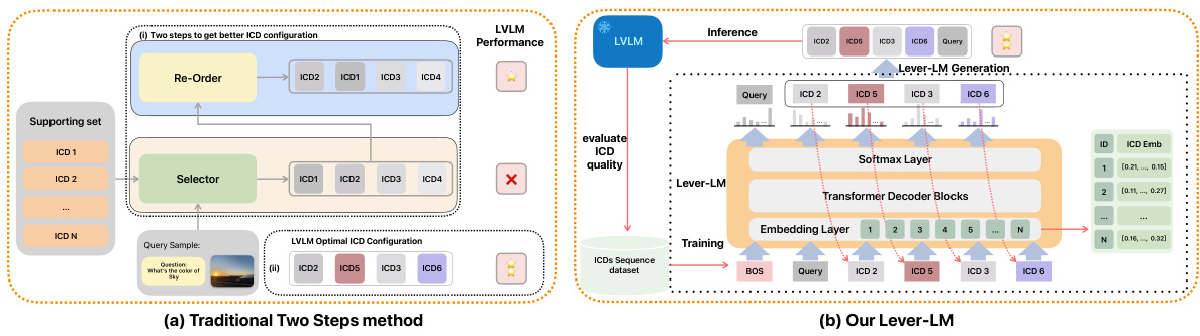 (i) Two steps to get better ICD configuration
LVLM
Performance
Re-Order
ICD2 ICD1 ICD3 ICD4
Supporting set
ICD 1
ICD 2
...
ICD N
Selector
ICD1 ICD2 ICD3 ICD4
Query Sample:
Question:
What's the color of
Sky
LVLM Optimal ICD Configuration
(ii)
ICD2 ICD5 ICD3 ICD6
(a) Traditional Two Steps method
LVLM
Inference
ICD2 ICD5 ICD3 ICD6 Query
Lever-LM Generation
Query ICD 2 ICD 5 ICD 3 ICD 6
evaluate
ICD
quality
Lever-LM
Softmax Layer
Transformer Decoder Blocks
Embedding Layer 1 2 3 4 5 ... N
ID ICD Emb
1 [0.21, ..., 0.15]
2 [0.11, ..., 0.27]
... ...
N [0.16, ..., 0.32]
Training
ICDs Sequence
dataset
BOS Query ICD 2 ICD 5 ICD 3 ICD 6
(b) Our Lever-LM